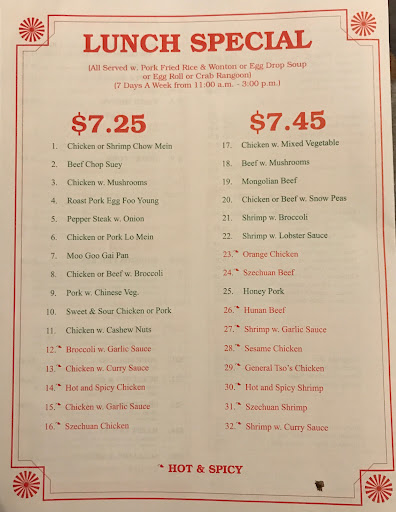 LUNCH SPECIAL
(All Served w. Pork Fried Rice & Wonton or Egg Drop Soup
or Egg Roll or Crab Rangoon)
(7 Days A Week from 11:00 a.m. - 3:00 p.m.)
$7.25
1. Chicken or Shrimp Chow Mein
2. Beef Chop Suey
3. Chicken w. Mushrooms
4. Roast Pork Egg Foo Young
5. Pepper Steak w. Onion
6. Chicken or Pork Lo Mein
7. Moo Goo Gai Pan
8. Chicken or Beef w. Broccoli
9. Pork w. Chinese Veg.
10. Sweet & Sour Chicken or Pork
11. Chicken w. Cashew Nuts
12. Broccoli w. Garlic Sauce
13. Chicken w. Curry Sauce
14. Hot and Spicy Chicken
15. Chicken w. Garlic Sauce
16. Szechuan Chicken
$7.45
17. Chicken w. Mixed Vegetable
18. Beef w. Mushrooms
19. Mongolian Beef
20. Chicken or Beef w. Snow Peas
21. Shrimp w. Broccoli
22. Shrimp w. Lobster Sauce
23. Orange Chicken
24. Szechuan Beef
25. Honey Pork
26. Hunan Beef
27. Shrimp w. Garlic Sauce
28. Sesame Chicken
29. General Tso's Chicken
30. Hot and Spicy Shrimp
31. Szechuan Shrimp
32. Shrimp w. Curry Sauce
HOT & SPICY